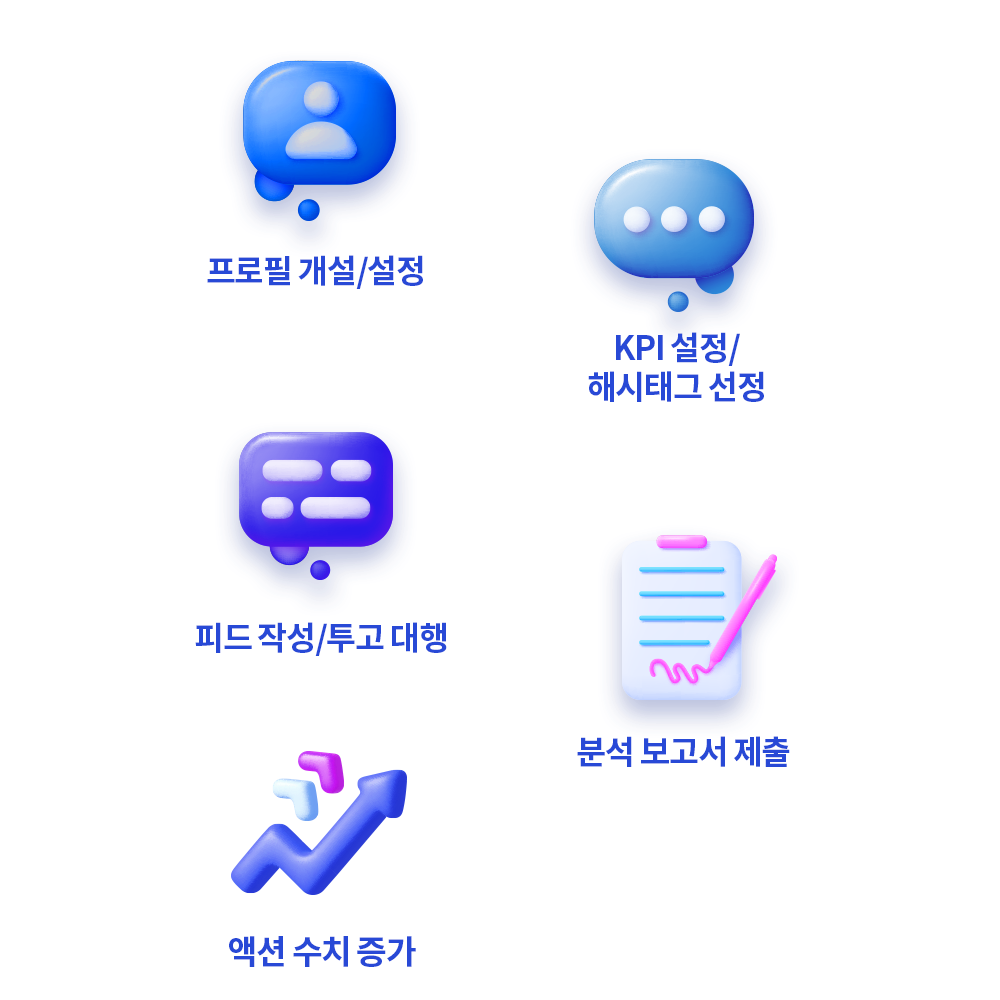 프로필 개설/설정
KPI 설정/
해시태그 선정
피드 작성/투고 대행
분석 보고서 제출
액션 수치 증가